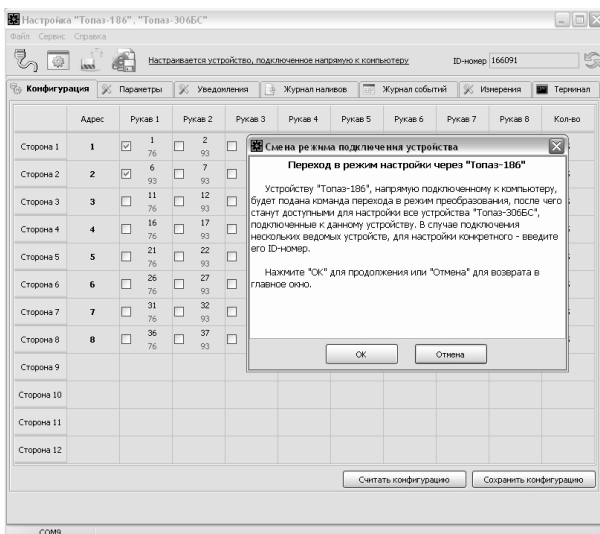 Настройка "Топаз-186", "Топаз-306БС"
Файл Сервис Справка
Настраивается устройство, подключенное напрямую к компьютеру ID-номер 166091
Конфигурация Параметры Уведомления Журнал наливов Журнал событий Измерения Терминал
Адрес Рукав 1 Рукав 2 Рукав 3 Рукав 4 Рукав 5 Рукав 6 Рукав 7 Рукав 8 Кол-во
Сторона 1 1 1 76 2 93
Сторона 2 2 6 93 7 93
Сторона 3 3 11 76 12 93
Сторона 4 4 16 76 17 93
Сторона 5 5 21 76 22 93
Сторона 6 6 26 76 27 93
Сторона 7 7 31 76 32 93
Сторона 8 8 36 76 37 93
Сторона 9
Сторона 10
Сторона 11
Сторона 12
Смена режима подключения устройства
Переход в режим настройки через "Топаз-186"
Устройству "Топаз-186", напрямую подключенному к компьютеру,
будет подана команда перехода в режим преобразования, после чего
станут доступными для настройки все устройства "Топаз-306БС",
подключенные к данному устройству. В случае подключения
нескольких ведомых устройств, для настройки конкретного - введите
его ID-номер.
Нажмите "ОК" для продолжения или "Отмена" для возврата в
главное окно.
ОК Отмена
Считать конфигурацию Сохранить конфигурацию
COM9